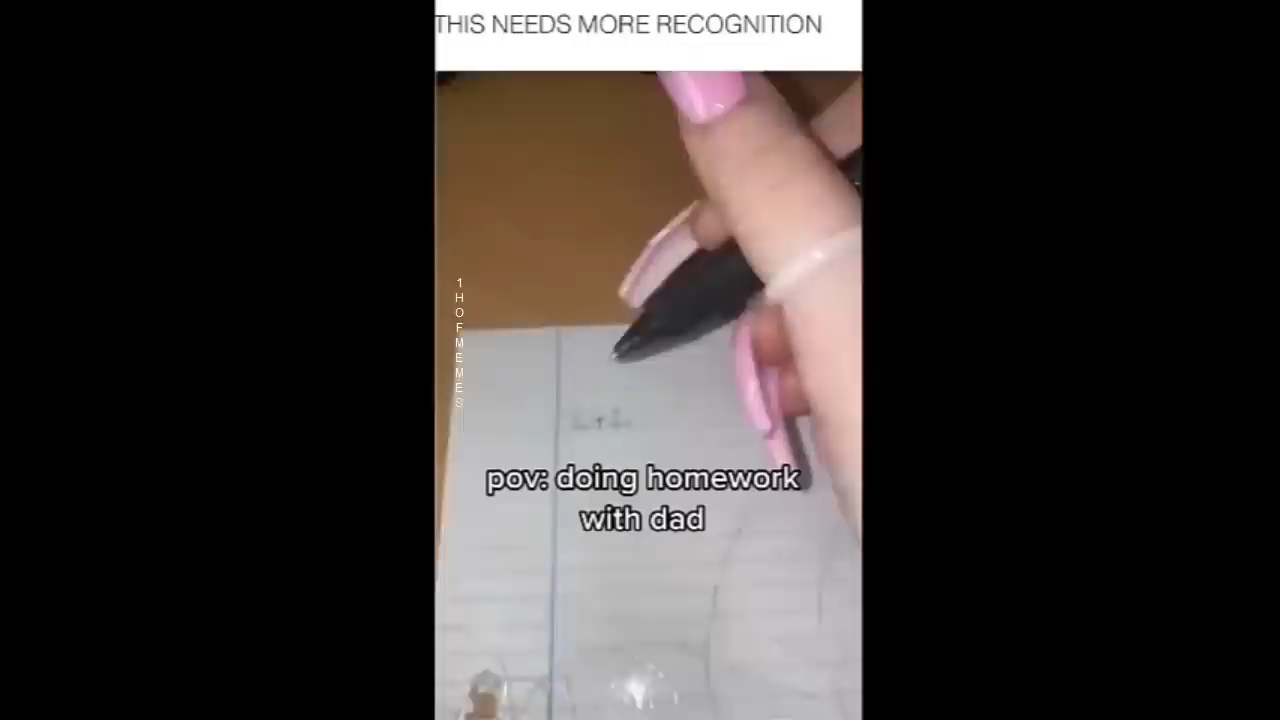 THIS NEEDS MORE RECOGNITION
1HOFMEMES
pov: doing homework
with dad